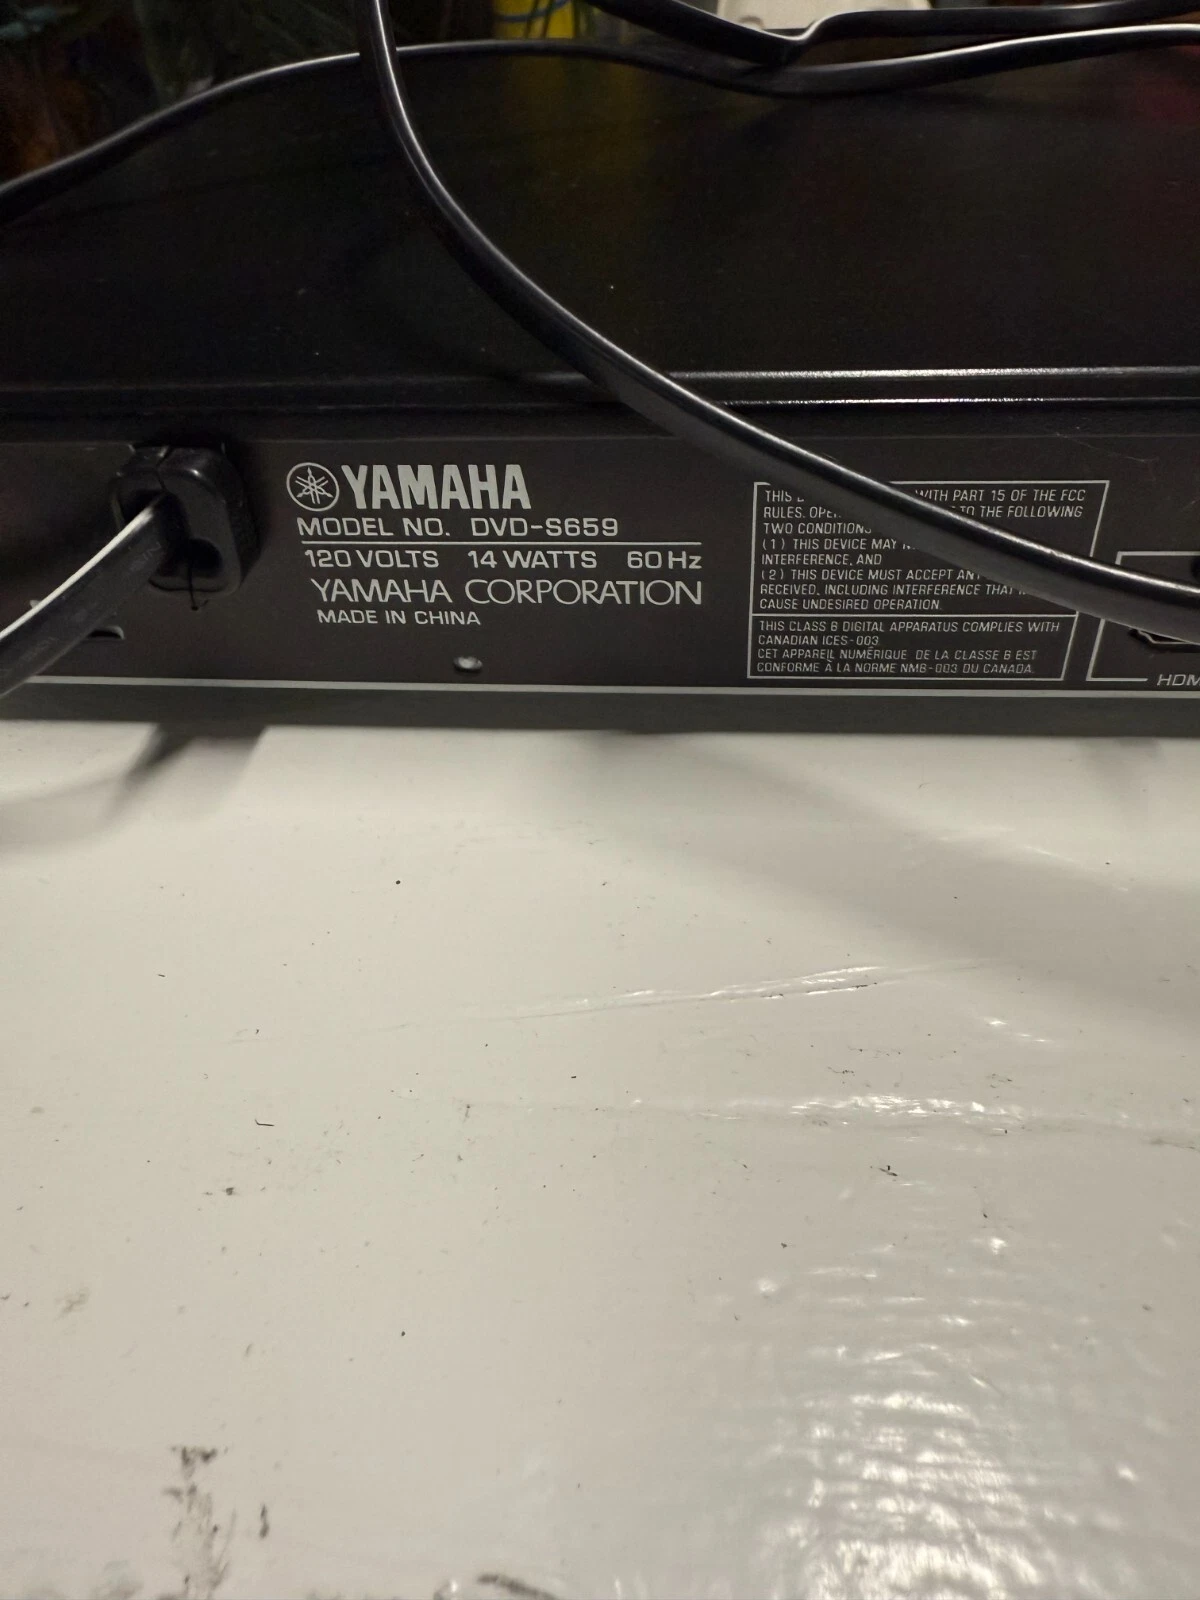 YAMAHA
MODEL NO. DVD-S659
120 VOLTS 14 WATTS 60 Hz
YAMAHA CORPORATION
MADE IN CHINA
THIS WITH PART 15 OF THE FCC
RULES. TO THE FOLLOWING
TWO CONDITIONS
(1) THIS DEVICE MAY
INTERFERENCE, AND
(2) THIS DEVICE MUST ACCEPT
RECEIVED, INCLUDING INTERFERENCE THAT
CAUSE UNDESIRED OPERATION.
THIS CLASS B DIGITAL APPARATUS COMPLIES WITH
CANADIAN ICES-003.
CET APPAREIL NUMÉRIQUE DE LA CLASSE B EST
CONFORME À LA NORME NMB-003 DU CANADA.